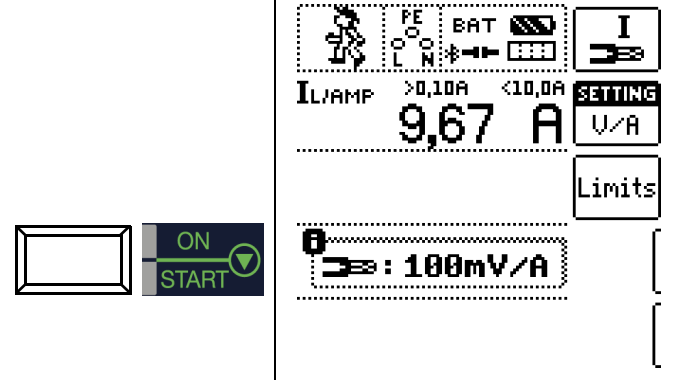 PE
BAT
L N
I
IL/AMP >0,10A <10,0A
9,67 A
SETTING
V/A
Limits
ON
START
i
: 100mV/A